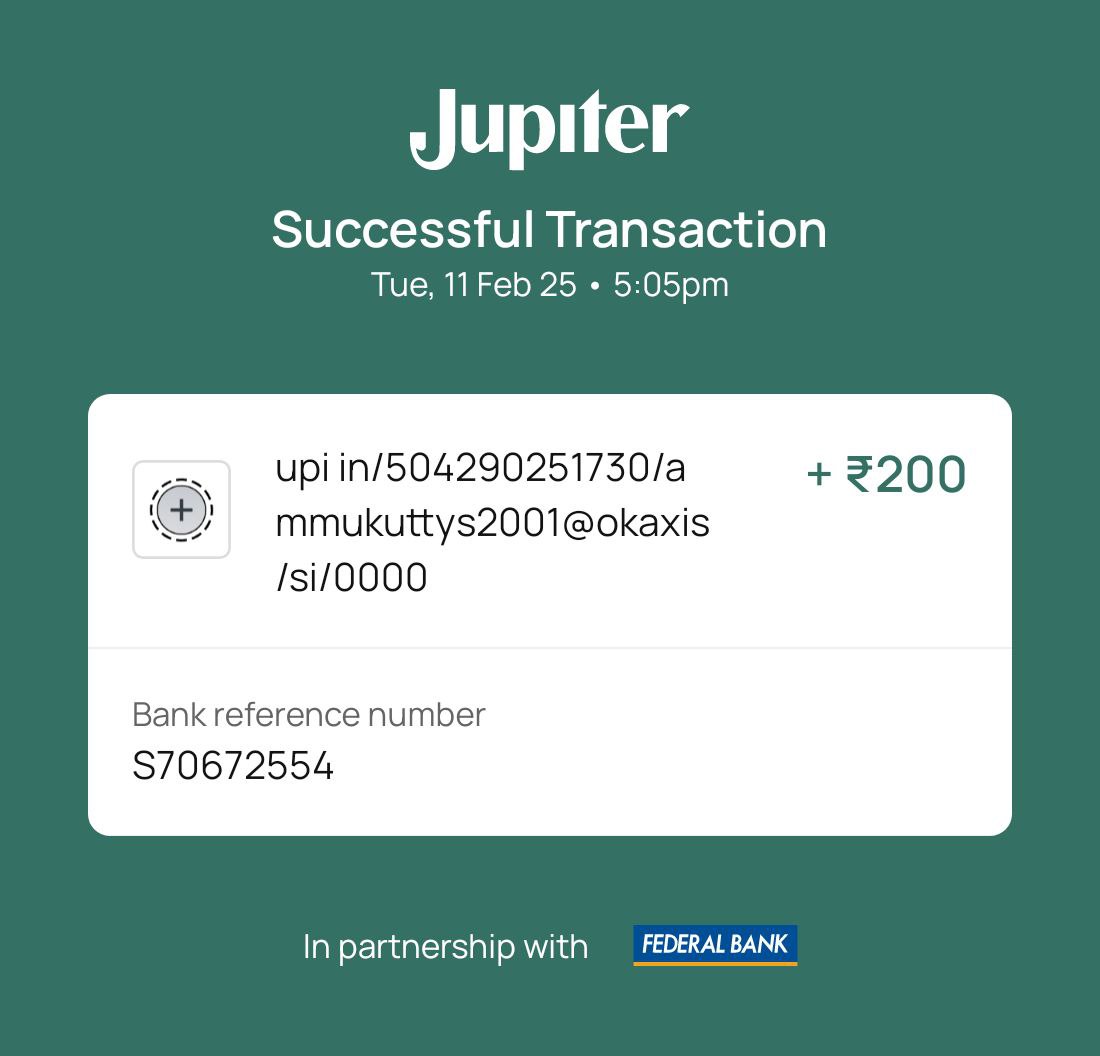 Jupiter
Successful Transaction
Tue, 11 Feb 25 • 5:05pm
upi in/504290251730/a
mmukuttys2001@okaxis
/si/0000
+ ₹200
Bank reference number
S70672554
In partnership with
FEDERAL BANK